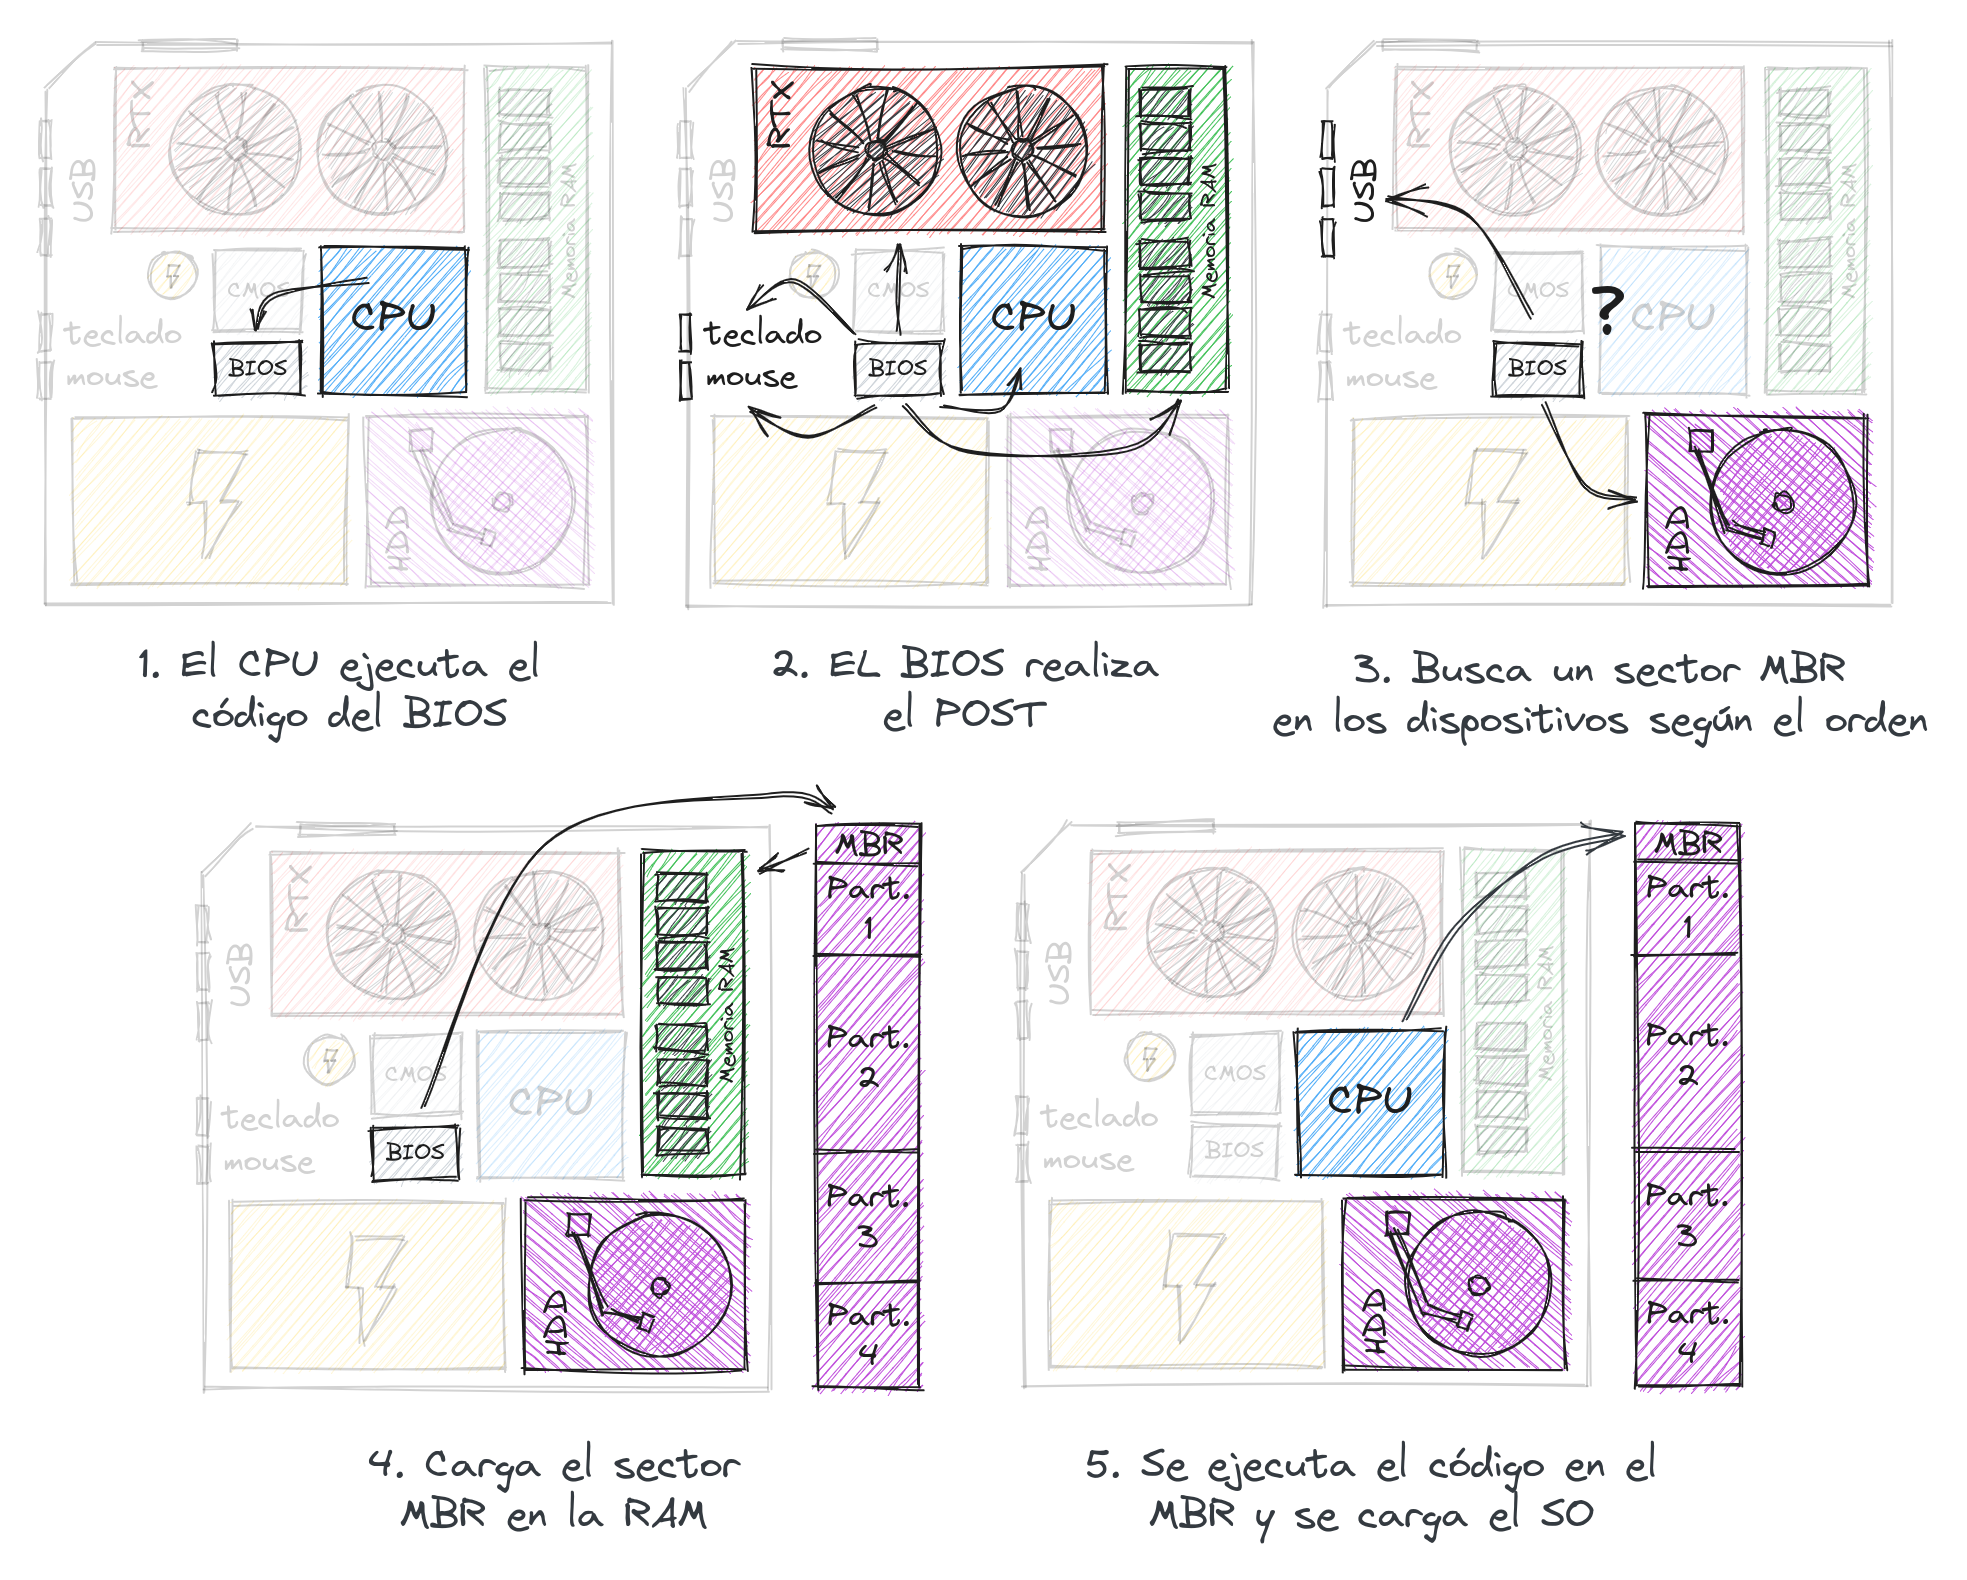 RTX
USB
Memoria RAM
CMOS
CPU
teclado
BIOS
mouse
HDD
1. El CPU ejecuta el
código del BIOS
RTX
USB
Memoria RAM
CMOS
CPU
teclado
BIOS
mouse
HDD
2. EL BIOS realiza
el POST
RTX
USB
Memoria RAM
CMOS
?
CPU
teclado
BIOS
mouse
HDD
3. Busca un sector MBR
en los dispositivos según el orden
RTX
USB
Memoria RAM
CMOS
CPU
teclado
BIOS
mouse
HDD
MBR
Part.
1
Part.
2
Part.
3
Part.
4
4. Carga el sector
MBR en la RAM
RTX
USB
Memoria RAM
CMOS
CPU
teclado
BIOS
mouse
HDD
MBR
Part.
1
Part.
2
Part.
3
Part.
4
5. Se ejecuta el código en el
MBR y se carga el SO